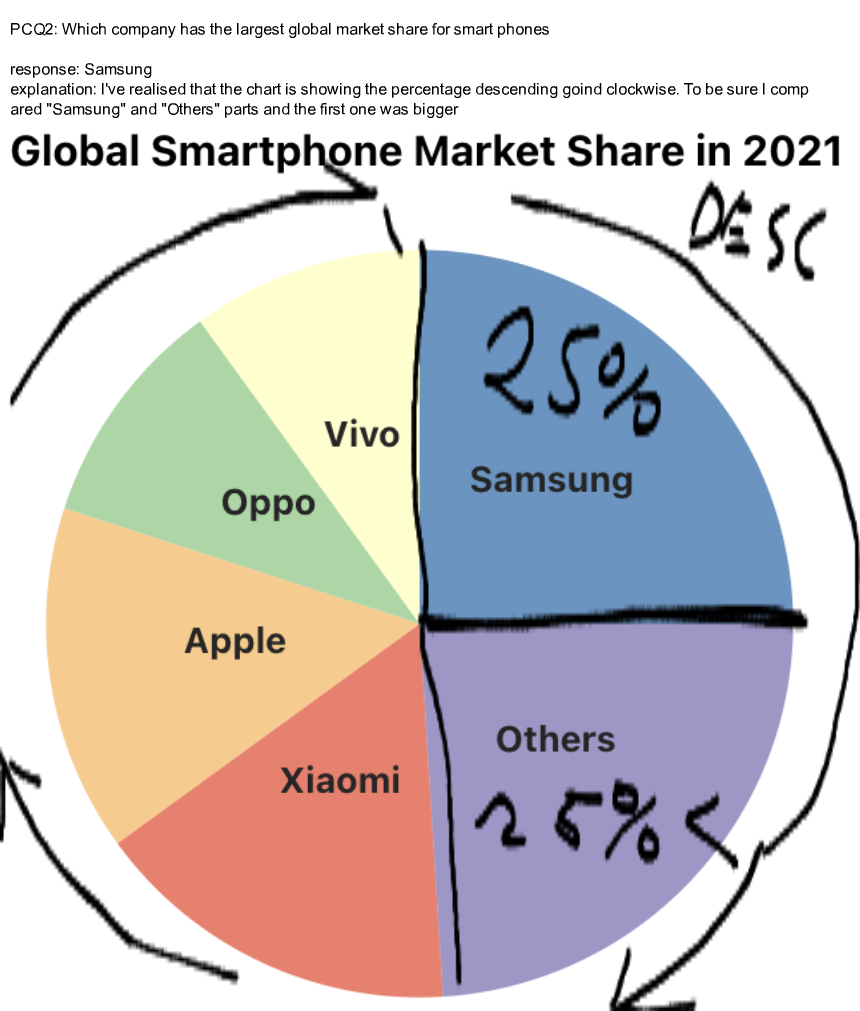 PCQ2: Which company has the largest global market share for smart phones
response: Samsung
explanation: I've realised that the chart is showing the percentage descending goind clockwise. To be sure I comp
ared "Samsung" and "Others" parts and the first one was bigger
Global Smartphone Market Share in 2021
DESC
25%
Vivo
Samsung
Oppo
Apple
Others
Xiaomi
25% <